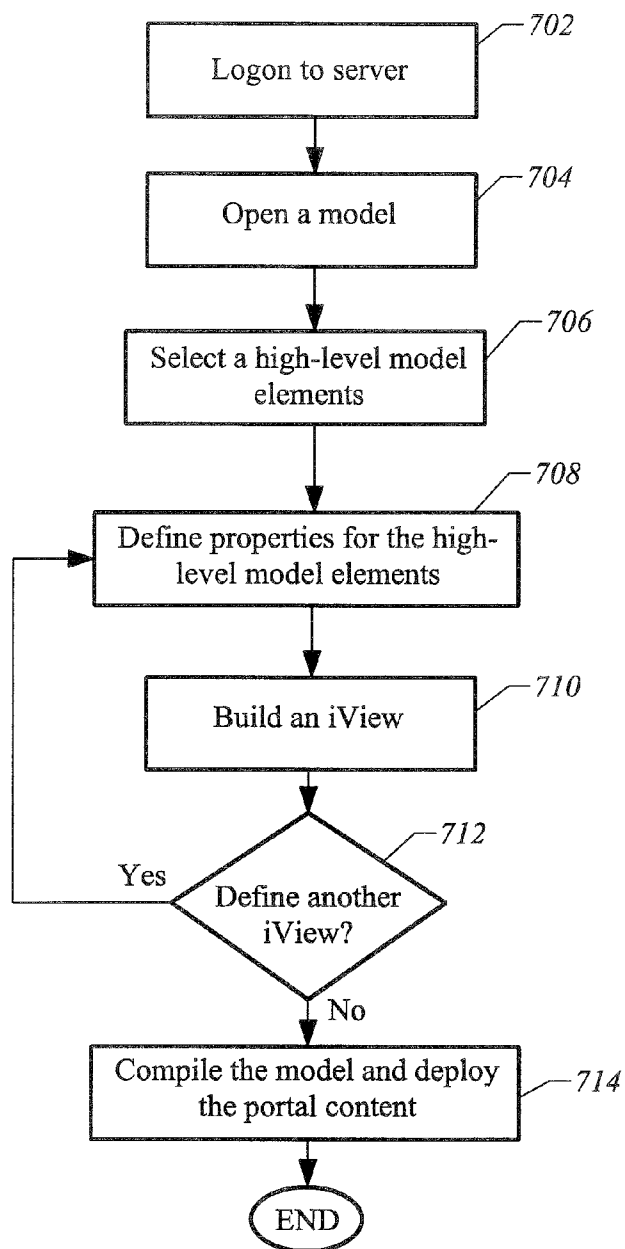 702
Logon to server
704
Open a model
706
Select a high-level model
elements
708
Define properties for the high-
level model elements
710
Build an iView
712
Yes
Define another
iView?
No
Compile the model and deploy
the portal content
714
END